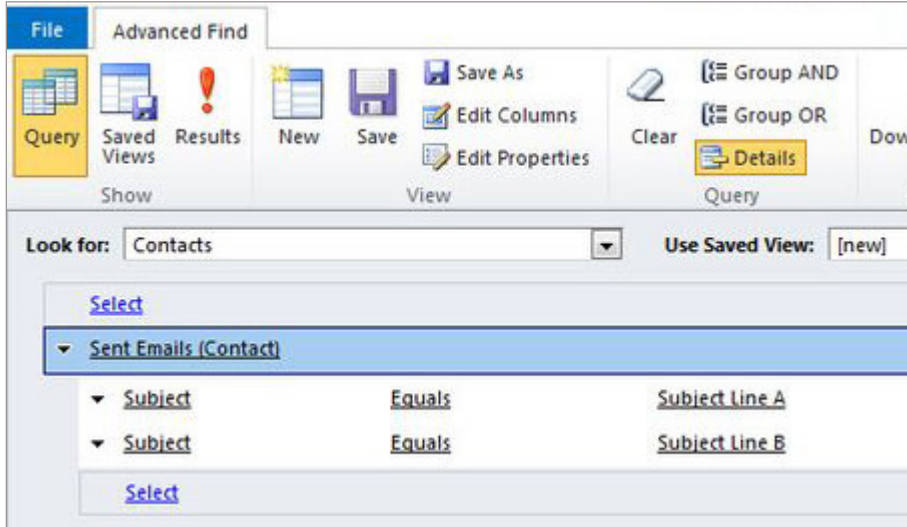 File Advanced Find
Query
Saved Views
Results
Show
New
Save
Save As
Edit Columns
Edit Properties
View
Clear
Group AND
Group OR
Details
Query
Look for: Contacts Use Saved View: [new]
Select
Sent Emails (Contact)
Subject Equals Subject Line A
Subject Equals Subject Line B
Select